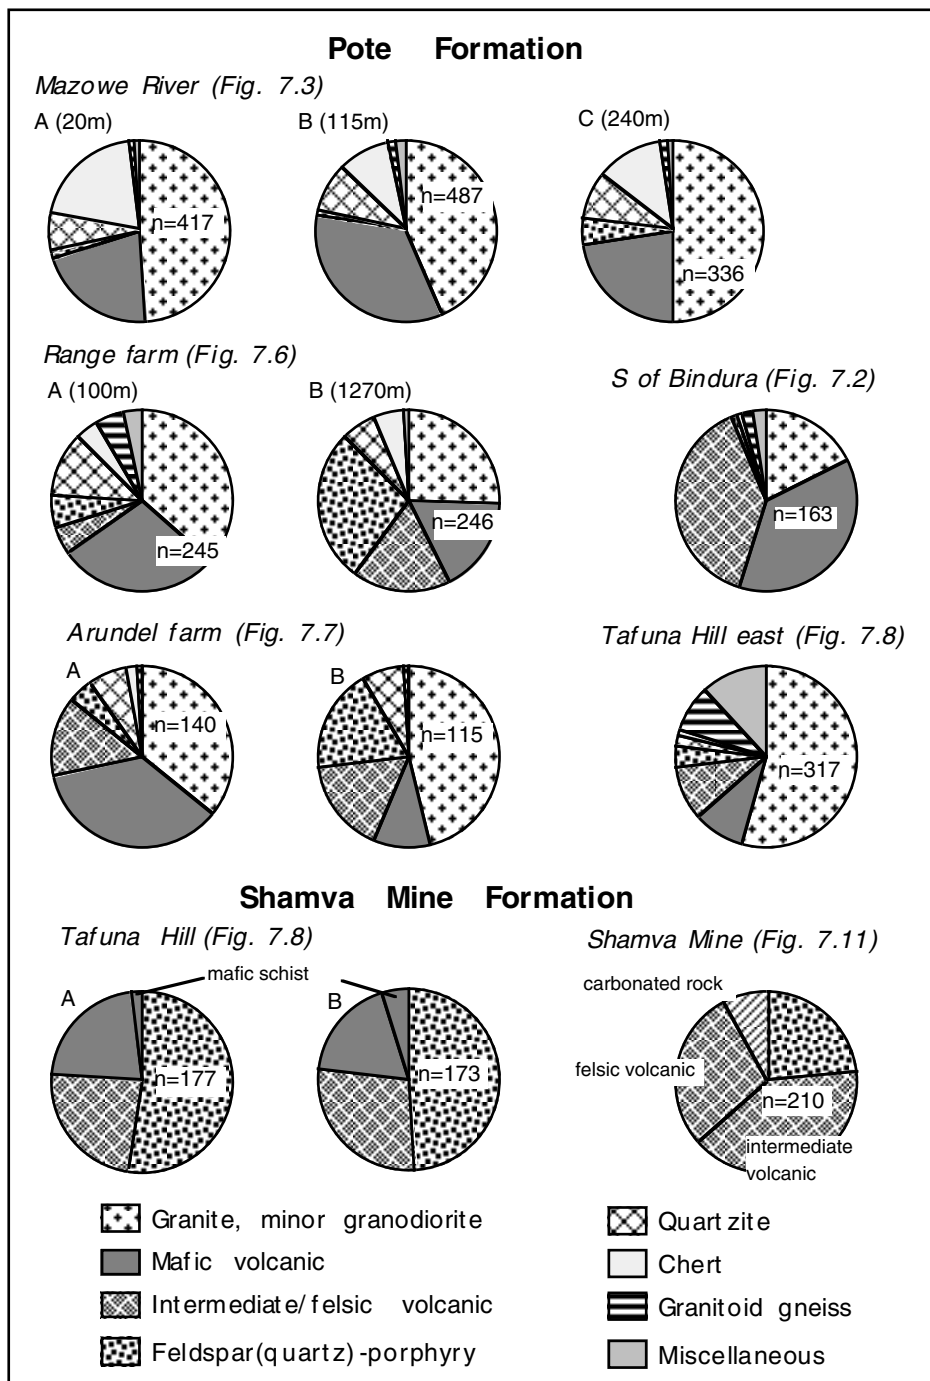 Pote Formation
Mazowe River (Fig. 7.3)
A (20m)
B (115m)
C (240m)
n=417
n=487
n=336
Range farm (Fig. 7.6)
S of Bindura (Fig. 7.2)
A (100m)
B (1270m)
n=245
n=246
n=163
Arundel farm (Fig. 7.7)
Tafuna Hill east (Fig. 7.8)
A
B
n=140
n=115
n=317
Shamva Mine Formation
Tafuna Hill (Fig. 7.8)
Shamva Mine (Fig. 7.11)
mafic schist
A
B
n=177
n=173
carbonated rock
felsic volcanic
n=210
intermediate
volcanic
Granite, minor granodiorite
Mafic volcanic
Intermediate/felsic volcanic
Feldspar(quartz)-porphyry
Quartzite
Chert
Granitoid gneiss
Miscellaneous